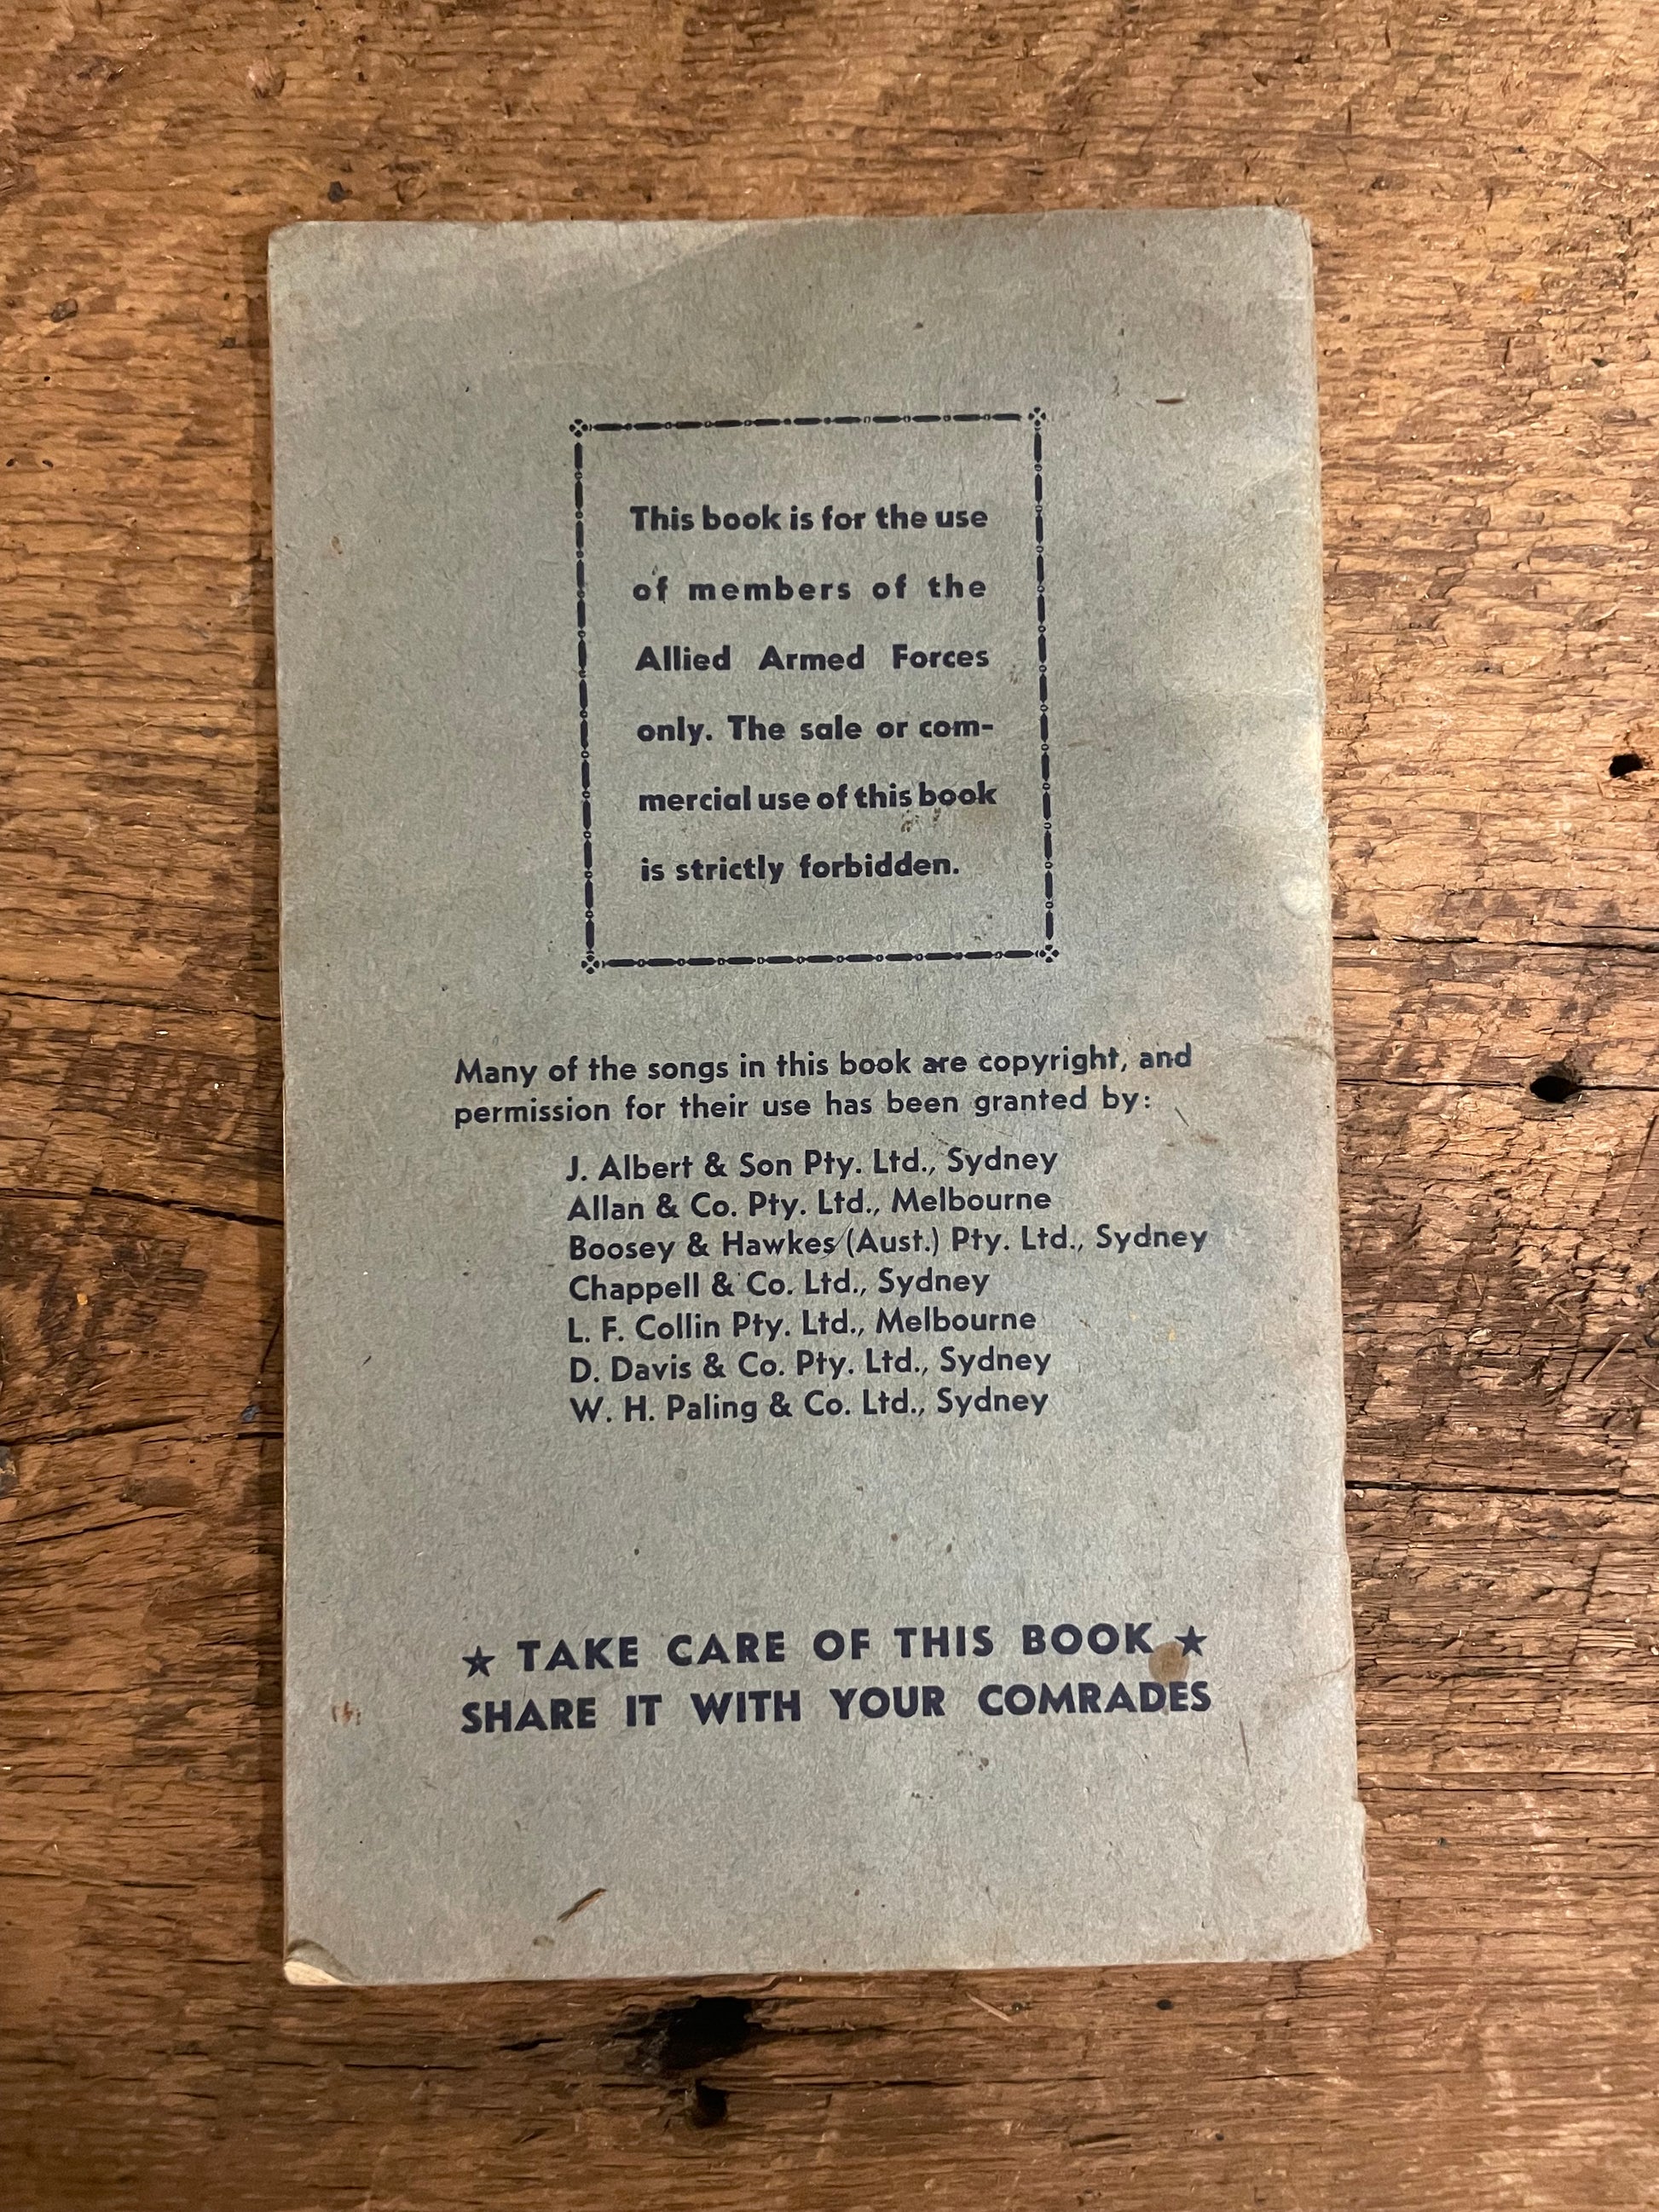 This book is for the use
of members of the
Allied Armed Forces
only. The sale or com-
mercial use of this book
is strictly forbidden.
Many of the songs in this book are copyright, and
permission for their use has been granted by:
J. Albert & Son Pty. Ltd., Sydney
Allan & Co. Pty. Ltd., Melbourne
Boosey & Hawkes (Aust.) Pty. Ltd., Sydney
Chappell & Co. Ltd., Sydney
L. F. Collin Pty. Ltd., Melbourne
D. Davis & Co. Pty. Ltd., Sydney
W. H. Paling & Co. Ltd., Sydney
★ TAKE CARE OF THIS BOOK ★
SHARE IT WITH YOUR COMRADES